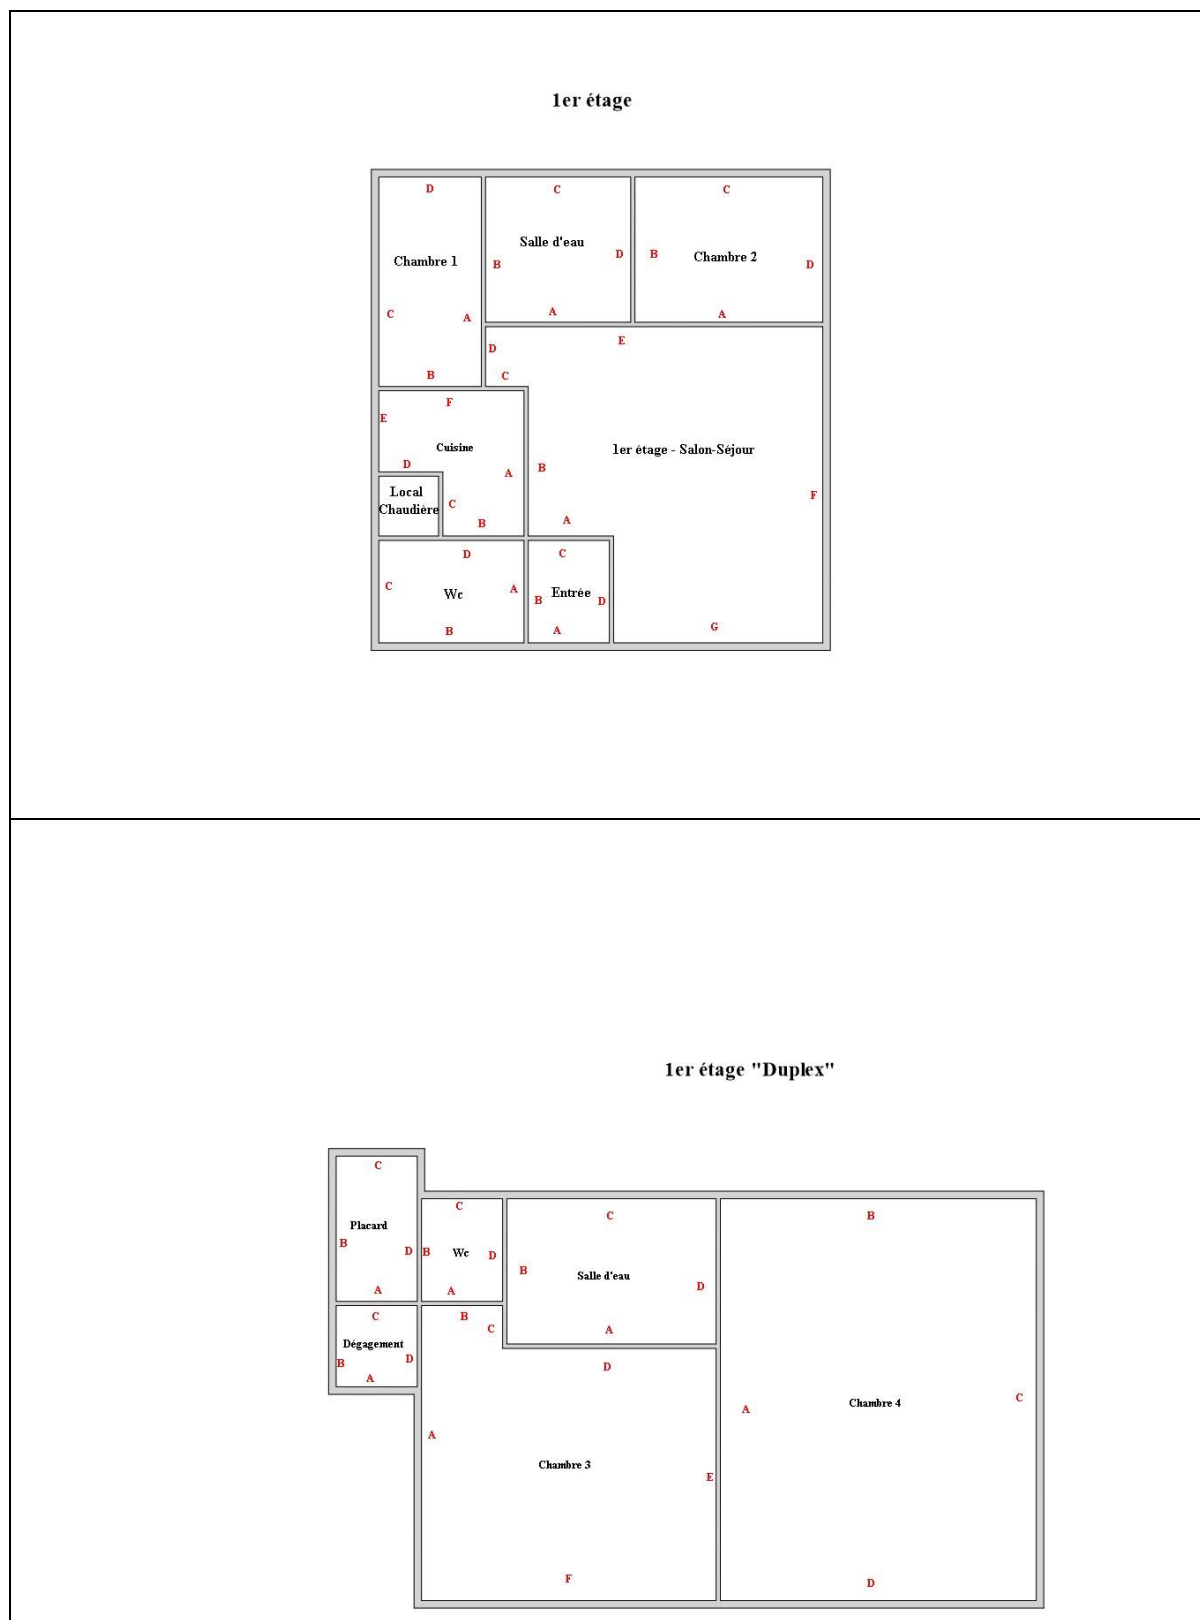 1er étage
D
C
C
Salle d'eau
Chambre 1
B
D
B
Chambre 2
D
C
A
A
A
B
D
E
C
F
E
Cuisine
1er étage - Salon-Séjour
D
A
B
F
Local
Chaudière
C
B
A
D
C
C
Wc
A
B
Entrée
D
B
A
G
1er étage "Duplex"
C
Placard
B
D
A
C
B
Wc
D
A
C
B
Salle d'eau
D
A
B
C
Dégagement
B
D
A
B
C
D
A
Chambre 3
E
F
A
Chambre 4
C
D